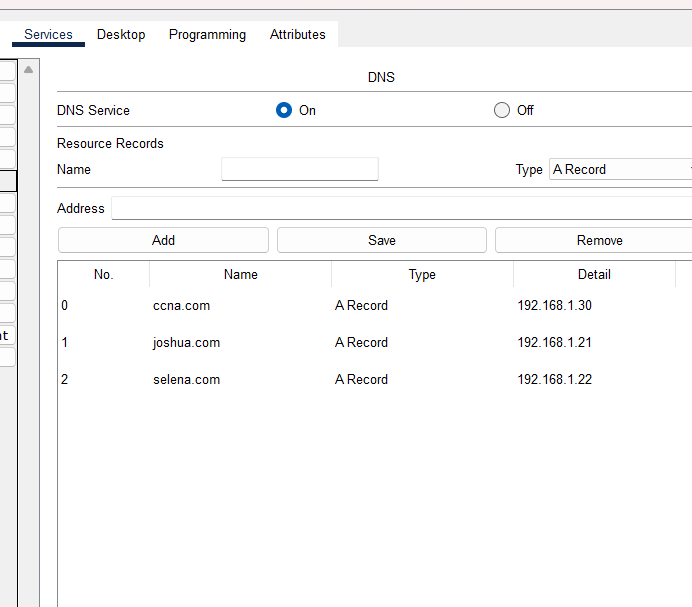 Services Desktop Programming Attributes
DNS
DNS Service On Off
Resource Records
Name Type A Record
Address
Add Save Remove
No. Name Type Detail
0 ccna.com A Record 192.168.1.30
1 joshua.com A Record 192.168.1.21
2 selena.com A Record 192.168.1.22